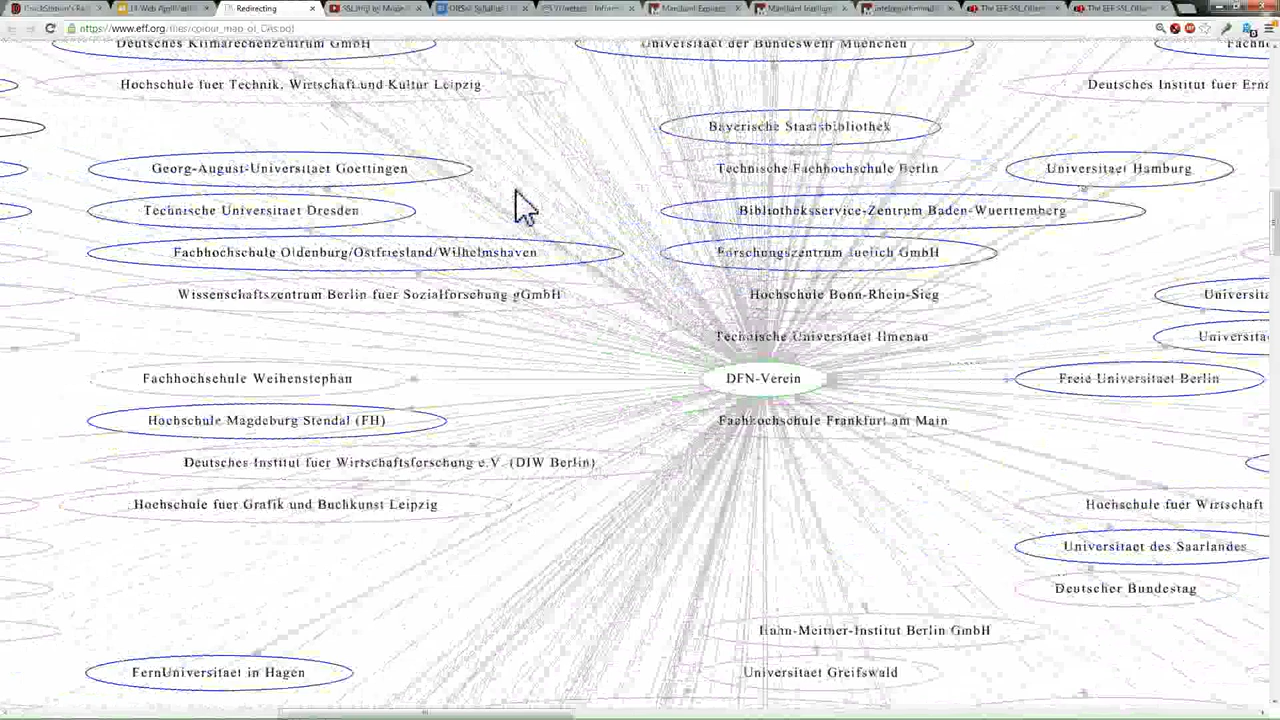 Redirecting
https://www.eff.org/files/colour_map_of_CAs.pdf
Deutsches Klimarechenzentrum GmbH
Universitaet der Bundeswehr Muenchen
Hochschule fuer Technik, Wirtschaft und Kultur Leipzig
Deutsches Institut fuer Erna
Bayerische Staatsbibliothek
Georg-August-Universitaet Goettingen
Technische Fachhochschule Berlin
Universitaet Hamburg
Technische Universitaet Dresden
Bibliotheksservice-Zentrum Baden-Wuerttemberg
Fachhochschule Oldenburg/Ostfriesland/Wilhelmshaven
Forschungszentrum Juelich GmbH
Wissenschaftszentrum Berlin fuer Sozialforschung gGmbH
Hochschule Bonn-Rhein-Sieg
Universita
Technische Universitaet Ilmenau
Universita
Fachhochschule Weihenstephan
DFN-Verein
Freie Universitaet Berlin
Hochschule Magdeburg Stendal (FH)
Fachhochschule Frankfurt am Main
Deutsches Institut fuer Wirtschaftsforschung e.V. (DIW Berlin)
Hochschule fuer Grafik und Buchkunst Leipzig
Hochschule fuer Wirtschaft
Universitaet des Saarlandes
Deutscher Bundestag
Hahn-Meitner-Institut Berlin GmbH
FernUniversitaet in Hagen
Universitaet Greifswald